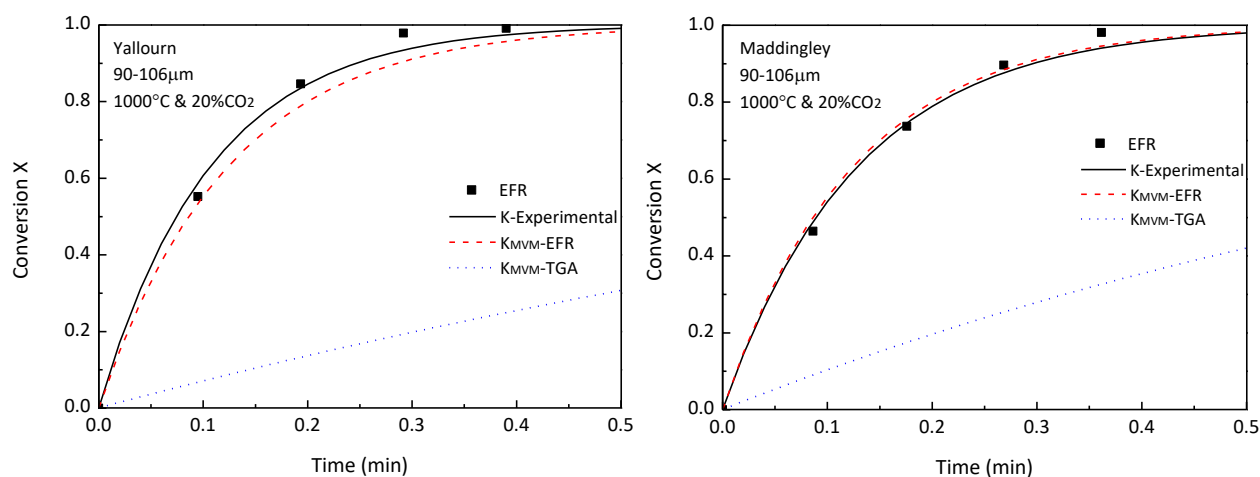 Yallourn
90-106μm
1000°C & 20%CO2
EFR
K-Experimental
KMVM-EFR
KMVM-TGA
1.0
0.8
0.6
0.4
0.2
0.0
0.0 0.1 0.2 0.3 0.4 0.5
Conversion X
Time (min)
Maddingley
90-106μm
1000°C & 20%CO2
EFR
K-Experimental
KMVM-EFR
KMVM-TGA
1.0
0.8
0.6
0.4
0.2
0.0
0.0 0.1 0.2 0.3 0.4 0.5
Conversion X
Time (min)